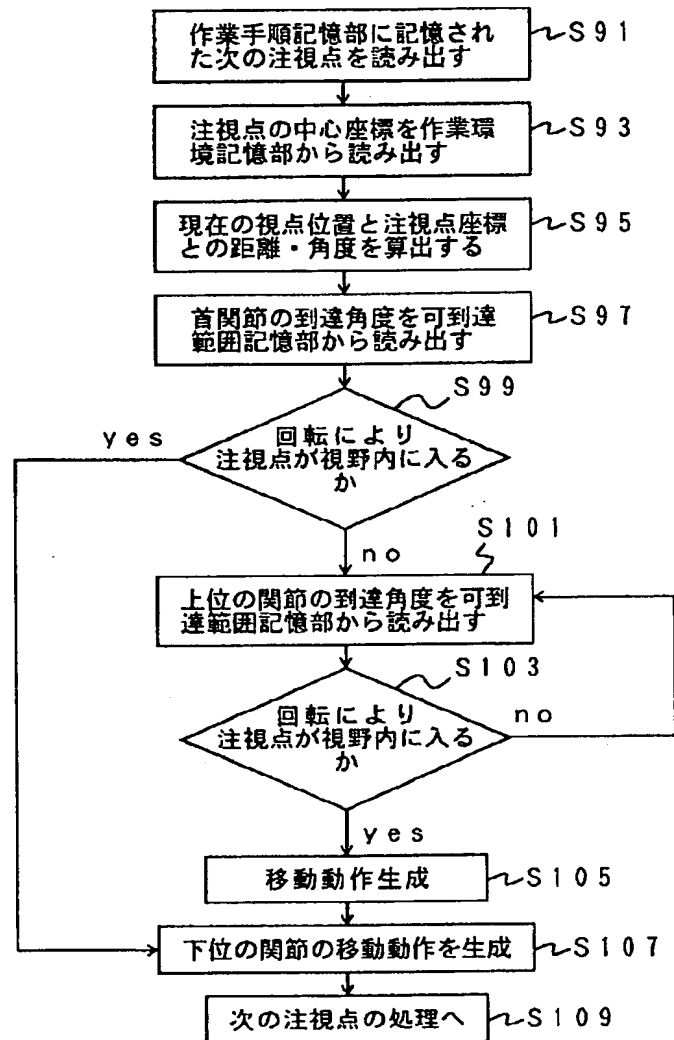 作業手順記憶部に記憶され
た次の注視点を読み出す
S91
注視点の中心座標を作業環
境記憶部から読み出す
S93
現在の視点位置と注視点座標
との距離・角度を算出する
S95
首関節の到達角度を可到達
範囲記憶部から読み出す
S97
S99
yes
回転により
注視点が視野内に入る
か
no
S101
上位の関節の到達角度を可到
達範囲記憶部から読み出す
S103
回転により
注視点が視野内に入る
か
no
yes
移動動作生成
S105
下位の関節の移動動作を生成
S107
次の注視点の処理へ
S109